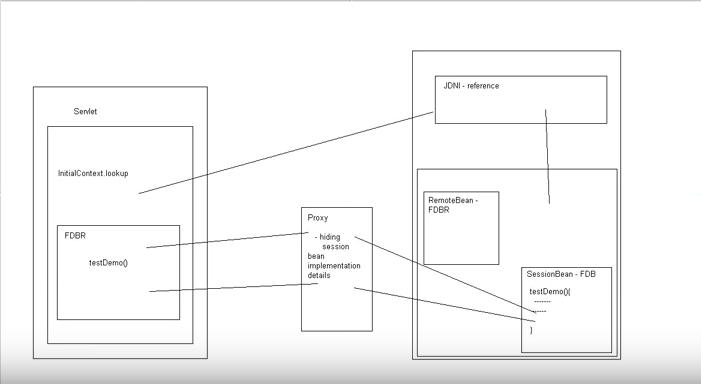 Servlet
InitialContext.lookup
FDBR
testDemo()
Proxy
- hiding
session
bean
implementation
details
JDNI - reference
RemoteBean -
FDBR
SessionBean - FDB
testDemo(){
--------
------
}